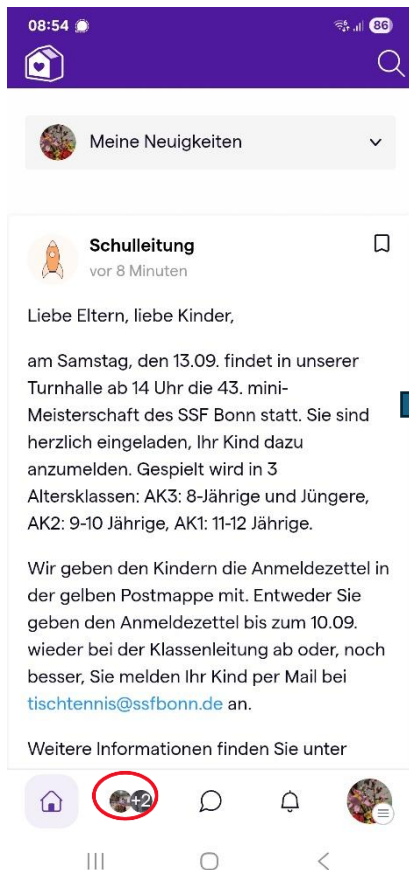 08:54
86
Meine Neuigkeiten
Schulleitung
vor 8 Minuten
Liebe Eltern, liebe Kinder,
am Samstag, den 13.09. findet in unserer
Turnhalle ab 14 Uhr die 43. mini-
Meisterschaft des SSF Bonn statt. Sie sind
herzlich eingeladen, Ihr Kind dazu
anzumelden. Gespielt wird in 3
Altersklassen: AK3: 8-Jährige und Jüngere,
AK2: 9-10 Jährige, AK1: 11-12 Jährige.
Wir geben den Kindern die Anmeldezettel in
der gelben Postmappe mit. Entweder Sie
geben den Anmeldezettel bis zum 10.09.
wieder bei der Klassenleitung ab oder, noch
besser, Sie melden Ihr Kind per Mail bei
tischtennis@ssfbonn.de an.
Weitere Informationen finden Sie unter
+2